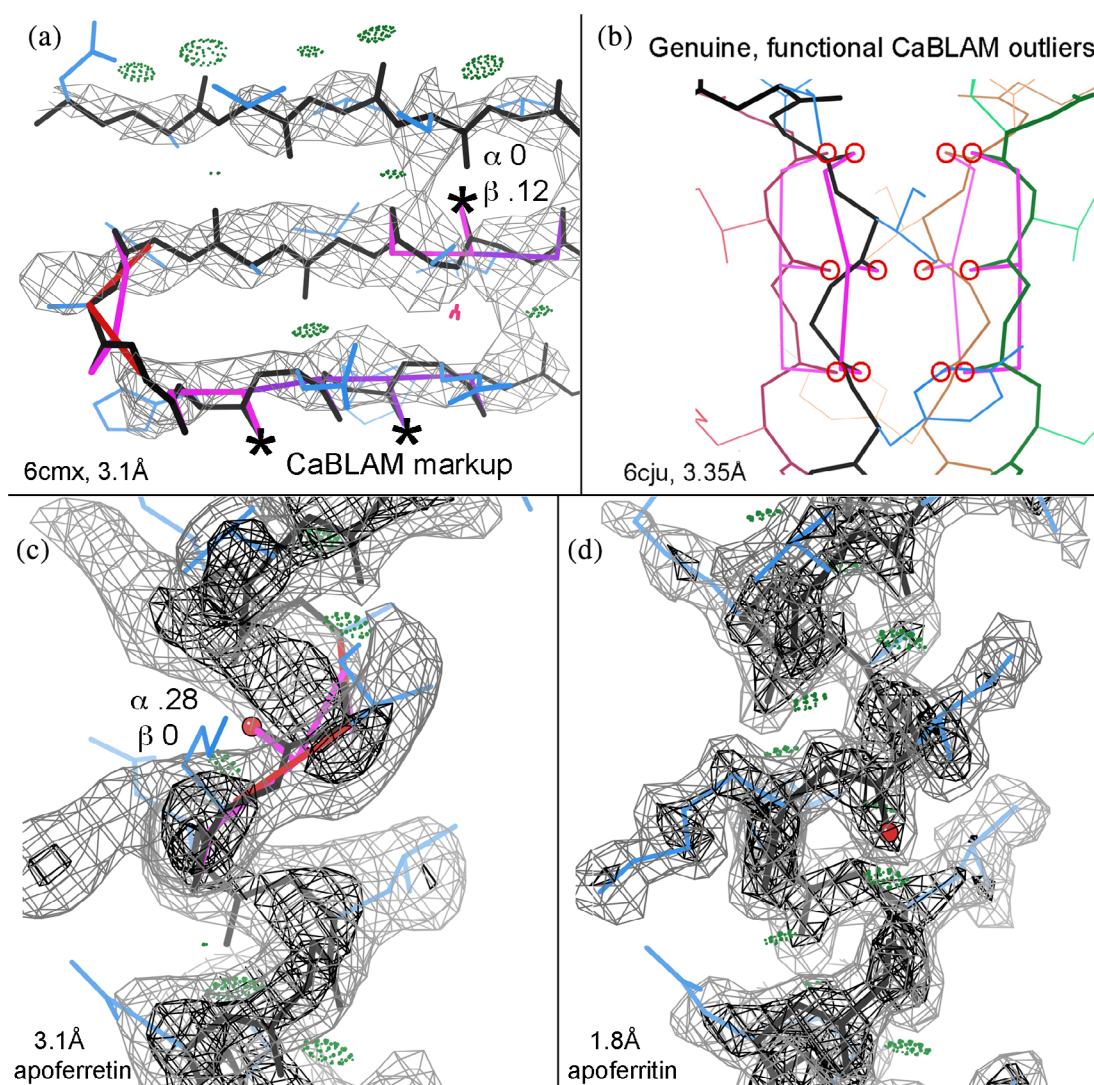 (a)
α 0
β .12
*
*
*
CaBLAM markup
6cmx, 3.1Å
(b)
Genuine, functional CaBLAM outliers
6cju, 3.35Å
(c)
α .28
β 0
3.1Å
apoferretin
(d)
1.8Å
apoferritin